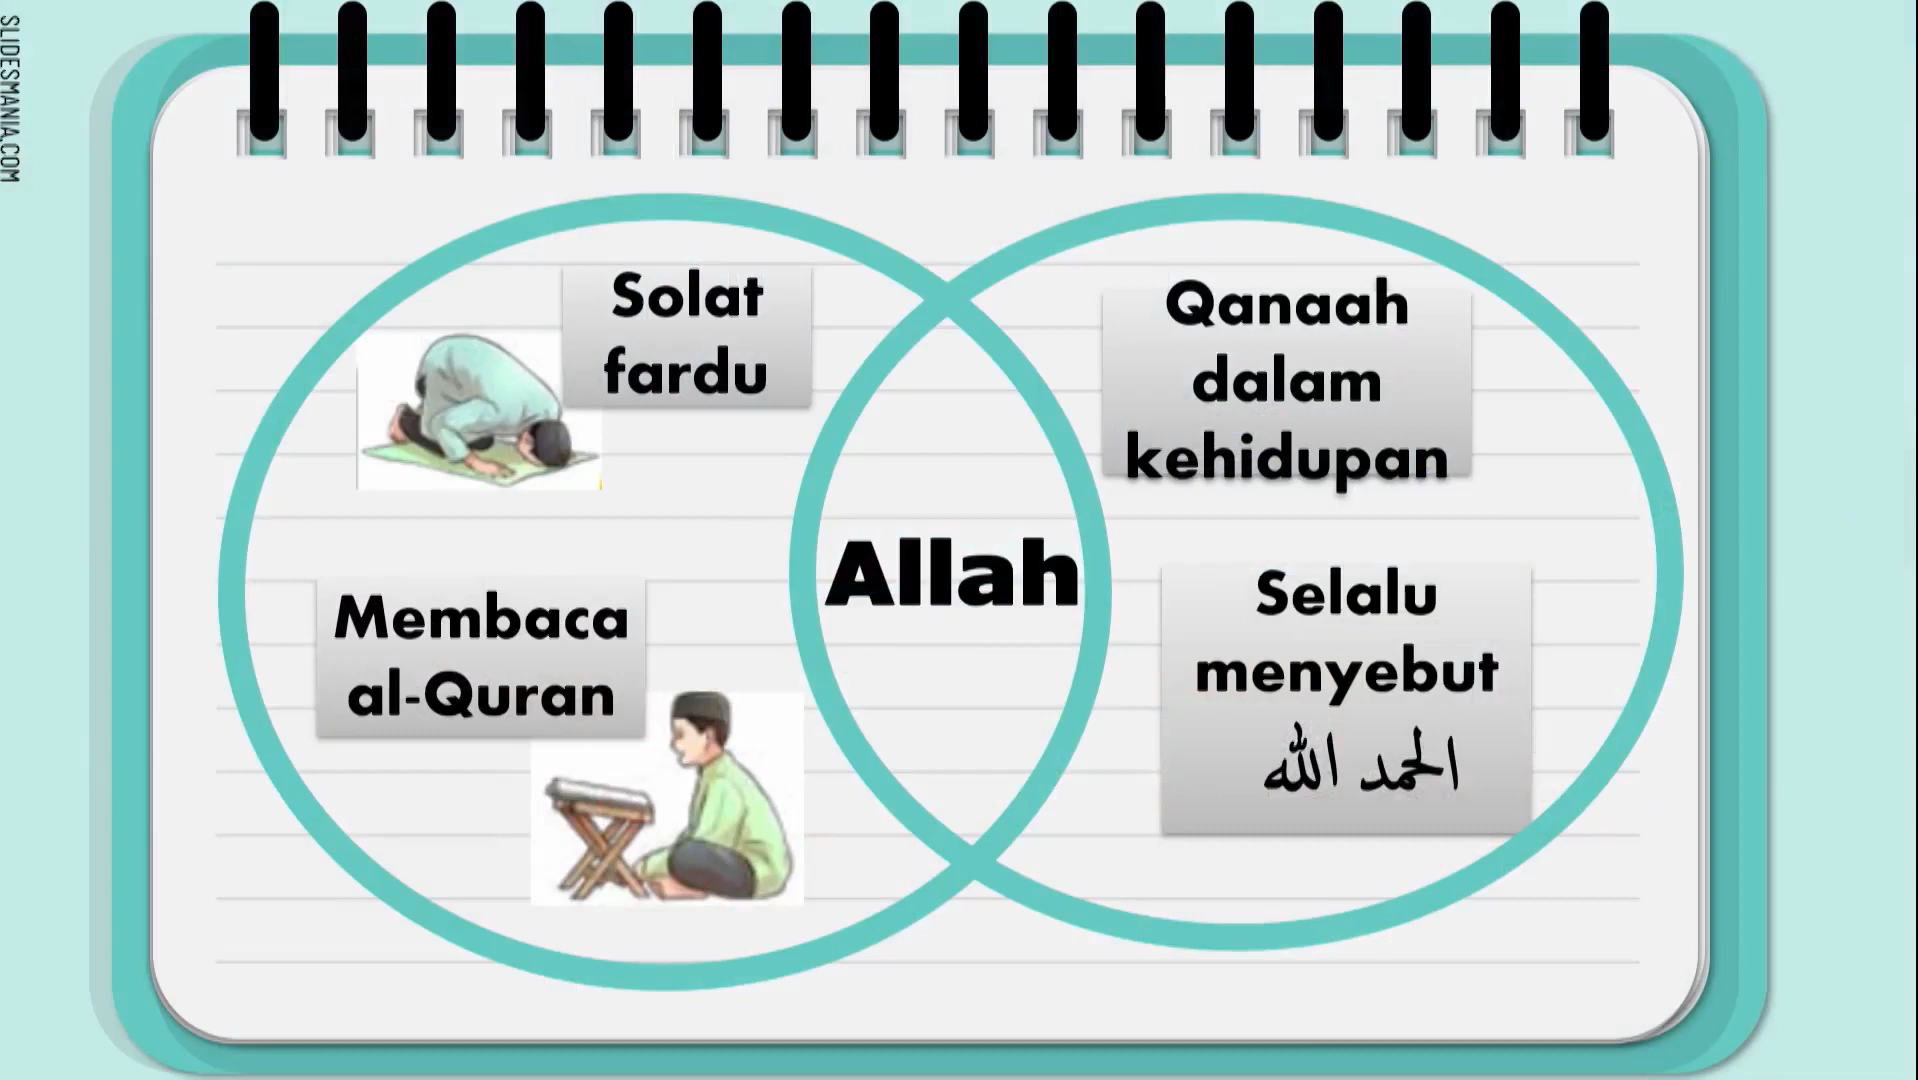 SLIDESMANIA.COM
Solat
fardu
Membaca
al-Quran
Allah
Qanaah
dalam
kehidupan
Selalu
menyebut
الحمد الله